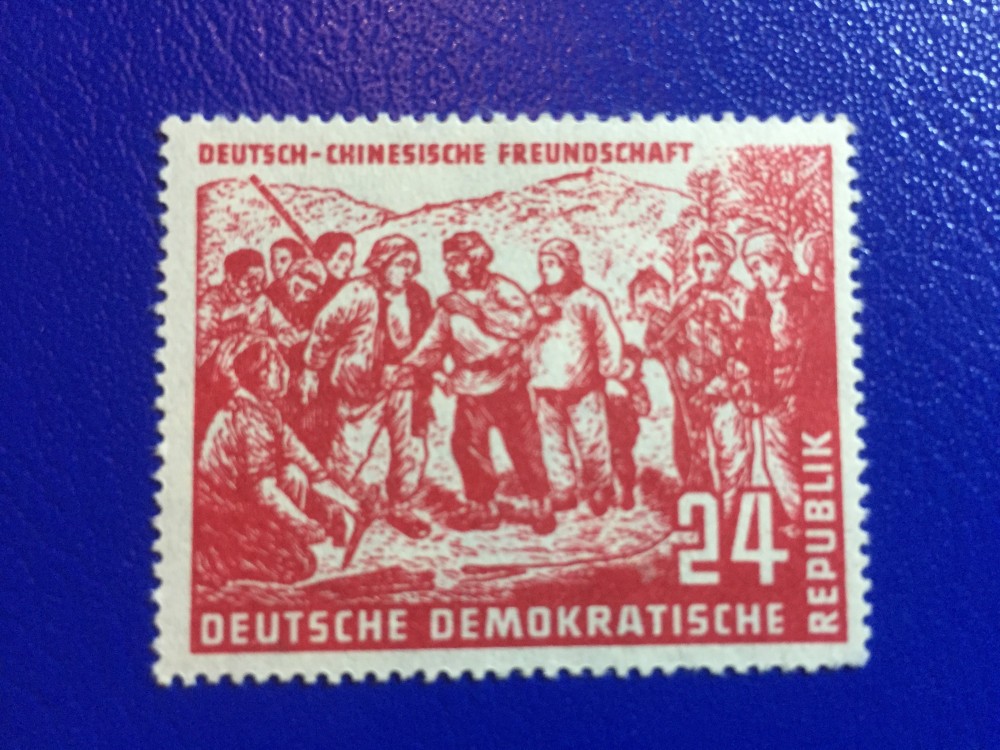 DEUTSCH-CHINESISCHE FREUNDSCHAFT
24
DEUTSCHE DEMOKRATISCHE
REPUBLIK